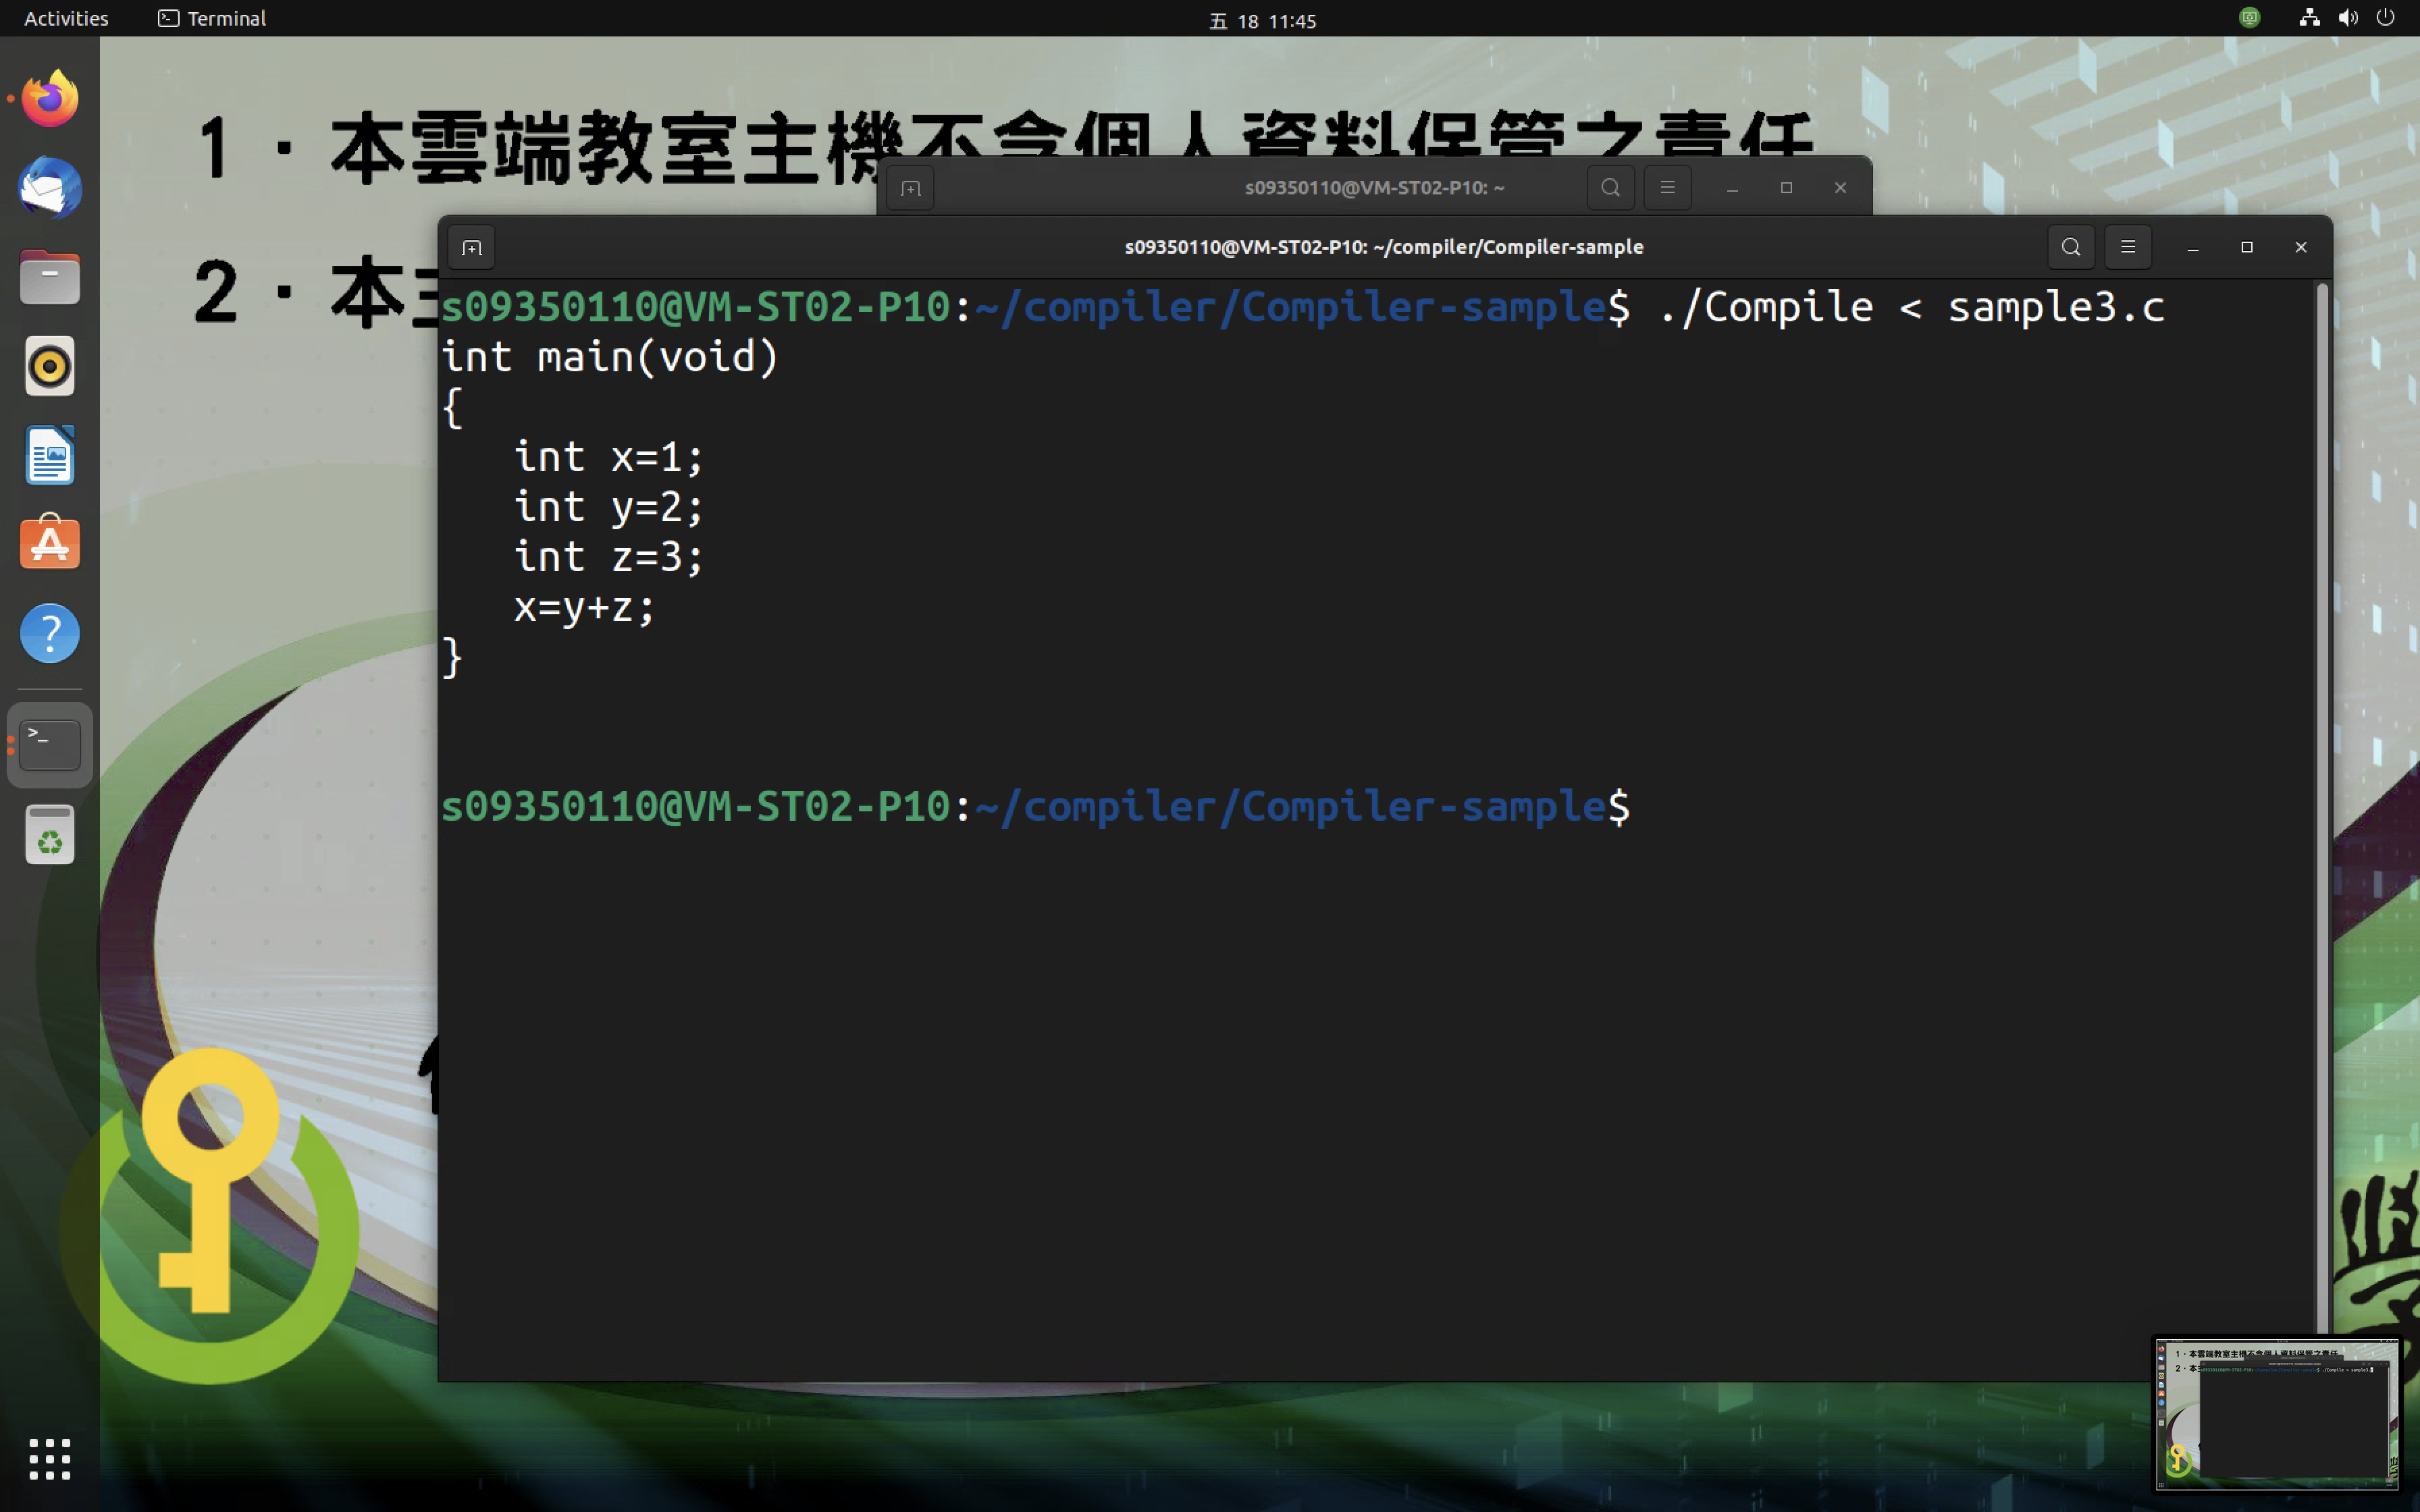 Activities
Terminal
五 18 11:45
1．本雲端教室主機不含個人資料保管之責任
s09350110@VM-ST02-P10: ~
2．本主
s09350110@VM-ST02-P10: ~/compiler/Compiler-sample
s09350110@VM-ST02-P10:~/compiler/Compiler-sample$ ./Compile < sample3.c
int main(void)
{
   int x=1;
   int y=2;
   int z=3;
   x=y+z;
}
s09350110@VM-ST02-P10:~/compiler/Compiler-sample$